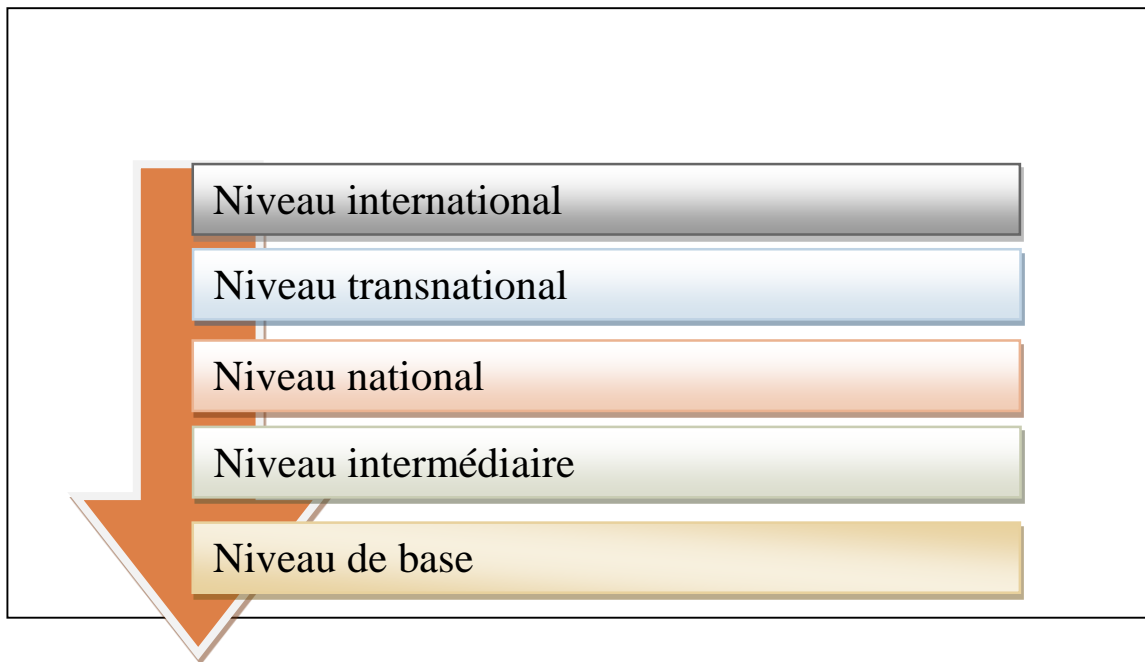 Niveau international
Niveau transnational
Niveau national
Niveau intermédiaire
Niveau de base